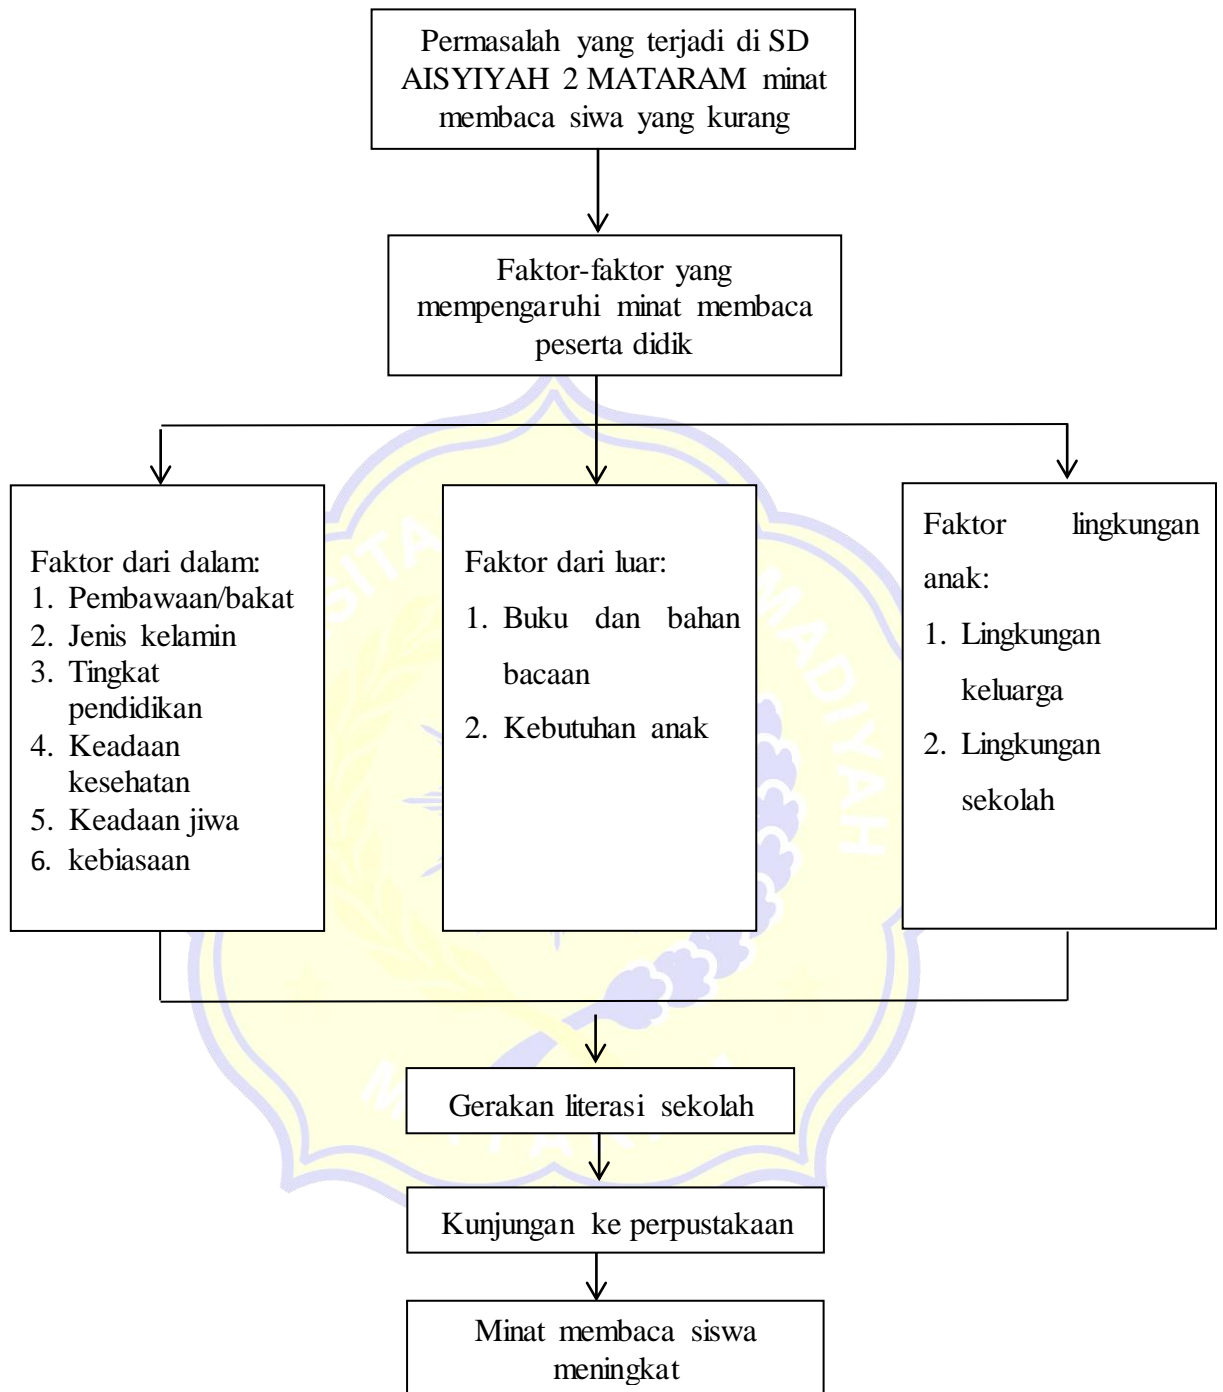 Permasalah yang terjadi di SD
AISYIYAH 2 MATARAM minat
membaca siwa yang kurang
Faktor-faktor yang
mempengaruhi minat membaca
peserta didik
Faktor dari dalam:
1. Pembawaan/bakat
2. Jenis kelamin
3. Tingkat
pendidikan
4. Keadaan
kesehatan
5. Keadaan jiwa
6. kebiasaan
Faktor dari luar:
1. Buku dan bahan
bacaan
2. Kebutuhan anak
Faktor lingkungan
anak:
1. Lingkungan
keluarga
2. Lingkungan
sekolah
Gerakan literasi sekolah
Kunjungan ke perpustakaan
Minat membaca siswa
meningkat